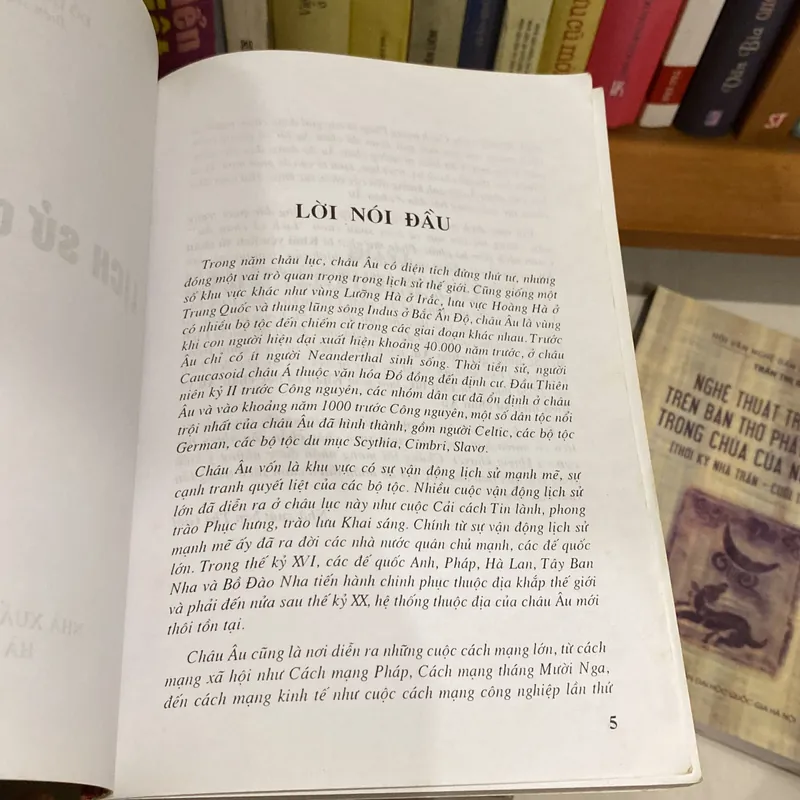 LỜI NÓI ĐẦU
Trong năm châu lục, châu Âu có diện tích đứng thứ tư, nhưng
đóng một vai trò quan trọng trong lịch sử thế giới. Cũng giống một
số khu vực khác như vùng Lưỡng Hà ở Irắc, lưu vực Hoàng Hà ở
Trung Quốc và thung lũng sông Indus ở Bắc Ấn Độ, châu Âu là vùng
có nhiều bộ tộc đến chiếm cứ trong các giai đoạn khác nhau. Trước
khi con người hiện đại xuất hiện khoảng 40.000 năm trước, ở châu
Âu chỉ có ít người Neanderthal sinh sống. Thời tiền sử, người
Caucasoid châu Á thuộc văn hóa Đồ đồng đến định cư. Đầu Thiên
niên kỷ II trước Công nguyên, các nhóm dân cư đã ổn định ở châu
Âu và vào khoảng năm 1000 trước Công nguyên, một số dân tộc nổi
trội nhất của châu Âu đã hình thành, gồm người Celtic, các bộ tộc
German, các bộ tộc du mục Scythia, Cimbri, Slavơ.
Châu Âu vốn là khu vực có sự vận động lịch sử mạnh mẽ, sự
cạnh tranh quyết liệt của các bộ tộc. Nhiều cuộc vận động lịch sử
lớn đã diễn ra ở châu lục này như cuộc Cải cách Tin lành, phong
trào Phục hưng, trào lưu Khai sáng. Chính từ sự vận động lịch sử
mạnh mẽ ấy đã ra đời các nhà nước quân chủ mạnh, các đế quốc
lớn. Trong thế kỷ XVI, các đế quốc Anh, Pháp, Hà Lan, Tây Ban
Nha và Bồ Đào Nha tiến hành chinh phục thuộc địa khắp thế giới
và phải đến nửa sau thế kỷ XX, hệ thống thuộc địa của châu Âu mới
thôi tồn tại.
Châu Âu cũng là nơi diễn ra những cuộc cách mạng lớn, từ cách
mạng xã hội như Cách mạng Pháp, Cách mạng tháng Mười Nga,
đến cách mạng kinh tế như cuộc cách mạng công nghiệp lần thứ
5
TRẦN THỊ
NGHỆ THUẬT
TRÊN BÀN THỜ
TRONG CHÙA CỦA